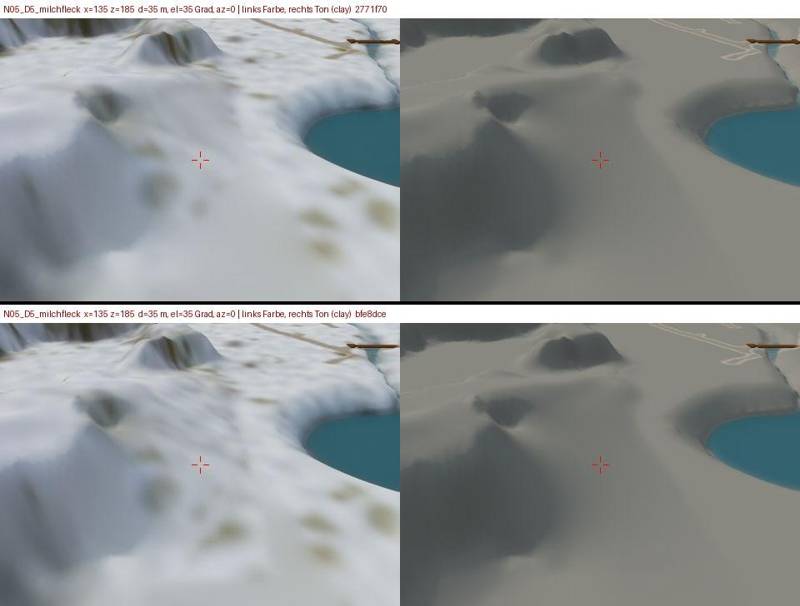 N05_D5_milchfleck x=135 z=185 d=35 m, el=35 Grad, az=0 | links Farbe, rechts Ton (clay) 2771f70
N05_D5_milchfleck x=135 z=185 d=35 m, el=35 Grad, az=0 | links Farbe, rechts Ton (clay) bfe8dce